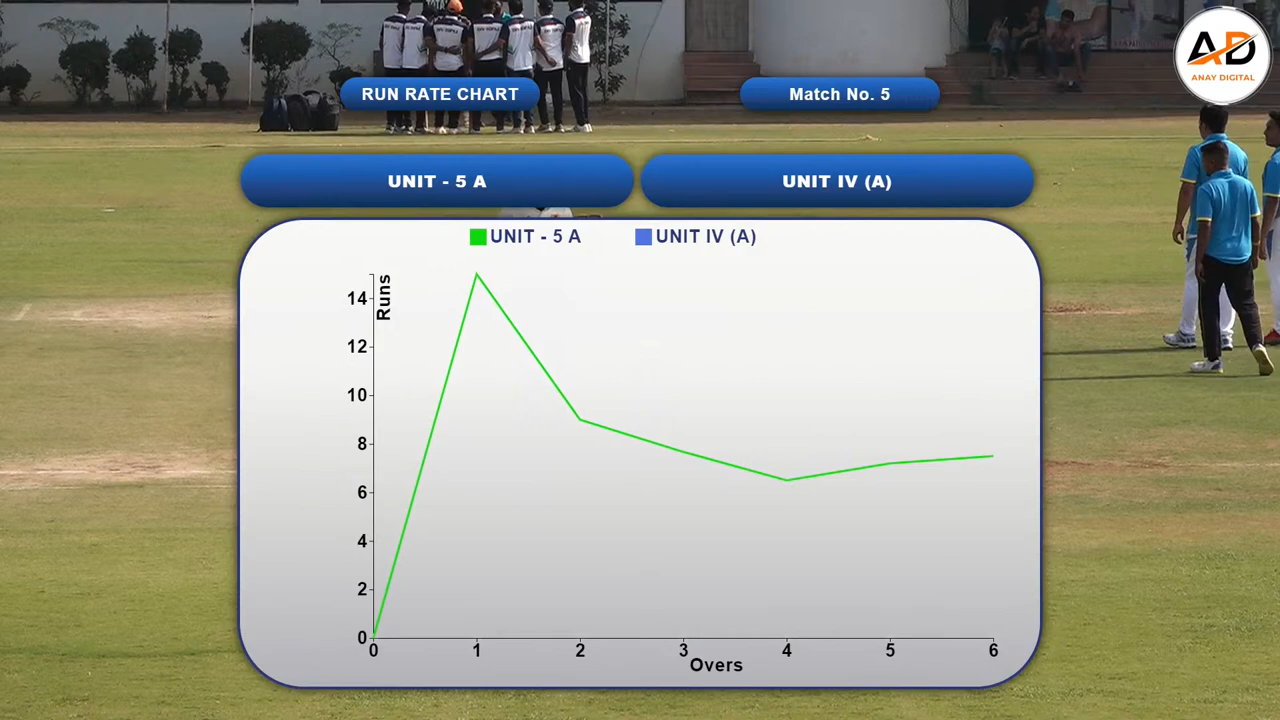 AD
ANAY DIGITAL
RUN RATE CHART
Match No. 5
UNIT - 5 A
UNIT IV (A)
UNIT - 5 A
UNIT IV (A)
Runs
14
12
10
8
6
4
2
0
0 1 2 3 4 5 6
Overs